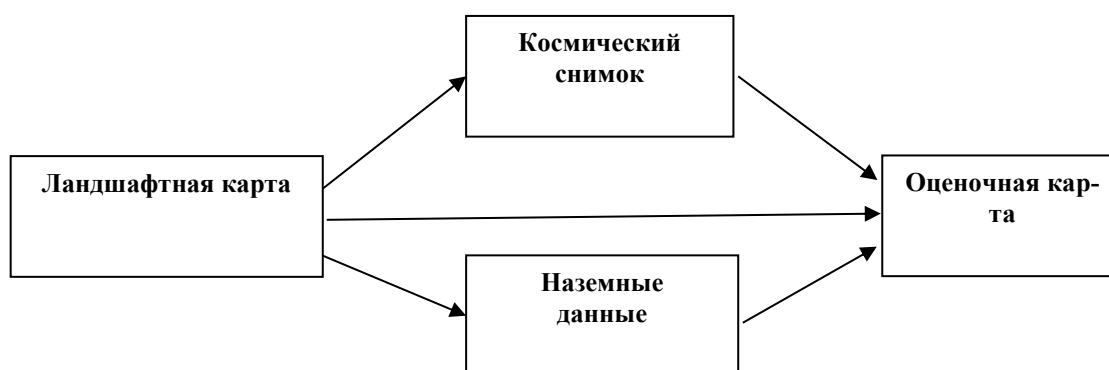 Космический
снимок
Ландшафтная карта
Оценочная кар-
та
Наземные
данные